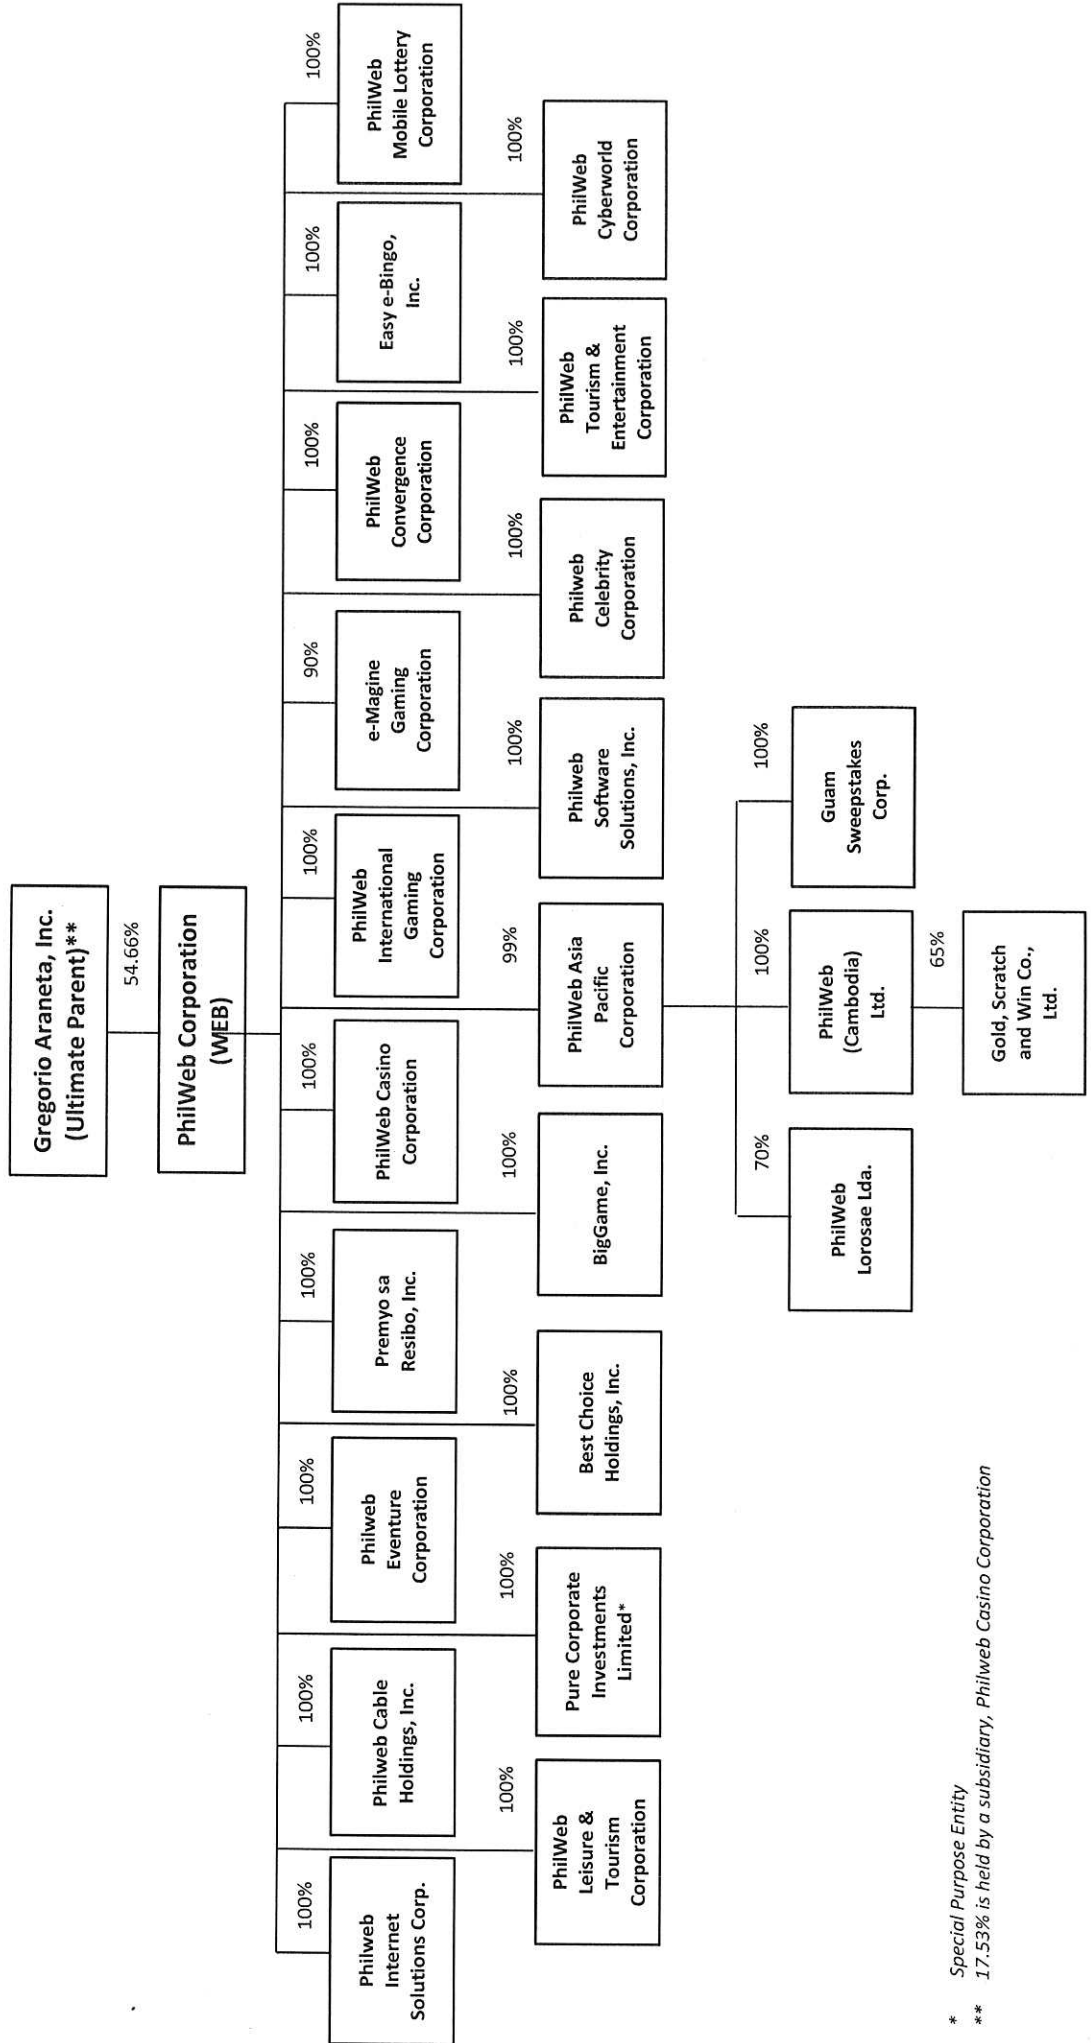 Gregorio Araneta, Inc.
(Ultimate Parent)**
54.66%
PhilWeb Corporation
(WEB)
100%
Philweb
Internet
Solutions Corp.
100%
Philweb Cable
Holdings, Inc.
100%
Philweb
Eventure
Corporation
100%
Premyo sa
Resibo, Inc.
100%
PhilWeb Casino
Corporation
100%
PhilWeb
International
Gaming
Corporation
90%
e-Magine
Gaming
Corporation
100%
PhilWeb
Convergence
Corporation
100%
Easy e-Bingo,
Inc.
100%
PhilWeb
Mobile Lottery
Corporation
100%
PhilWeb
Leisure &
Tourism
Corporation
100%
Pure Corporate
Investments
Limited*
100%
Best Choice
Holdings, Inc.
100%
BigGame, Inc.
99%
PhilWeb Asia
Pacific
Corporation
100%
Philweb
Software
Solutions, Inc.
100%
Philweb
Celebrity
Corporation
100%
PhilWeb
Tourism &
Entertainment
Corporation
100%
PhilWeb
Cyberworld
Corporation
70%
PhilWeb
Lorosae Lda.
100%
PhilWeb
(Cambodia)
Ltd.
100%
Guam
Sweepstakes
Corp.
65%
Gold, Scratch
and Win Co.,
Ltd.
* Special Purpose Entity
** 17.53% is held by a subsidiary, Philweb Casino Corporation